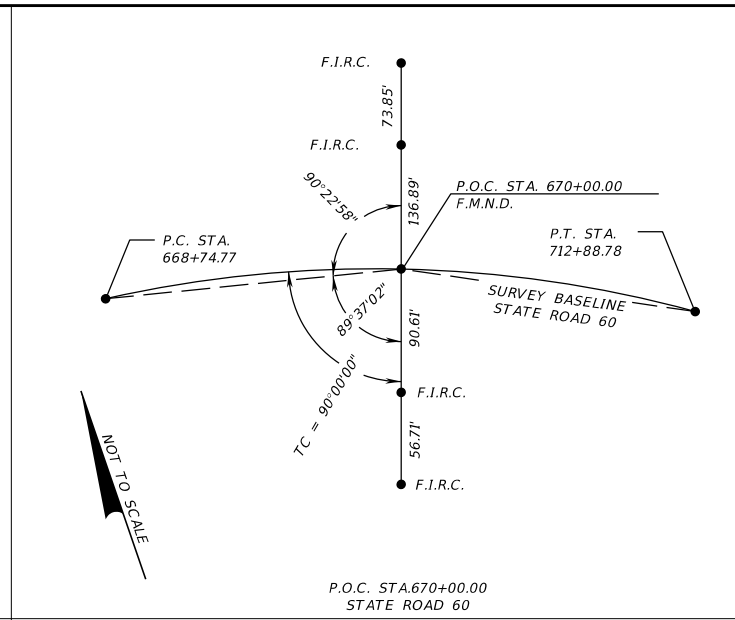 F.I.R.C.
73.85'
F.I.R.C.
90°22'58"
136.89'
P.O.C. STA. 670+00.00
F.M.N.D.
P.C. STA.
668+74.77
P.T. STA.
712+88.78
SURVEY BASELINE
STATE ROAD 60
89°37'02"
90.61'
TC = 90°00'00"
F.I.R.C.
56.71'
F.I.R.C.
NOT TO SCALE
P.O.C. STA.670+00.00
STATE ROAD 60